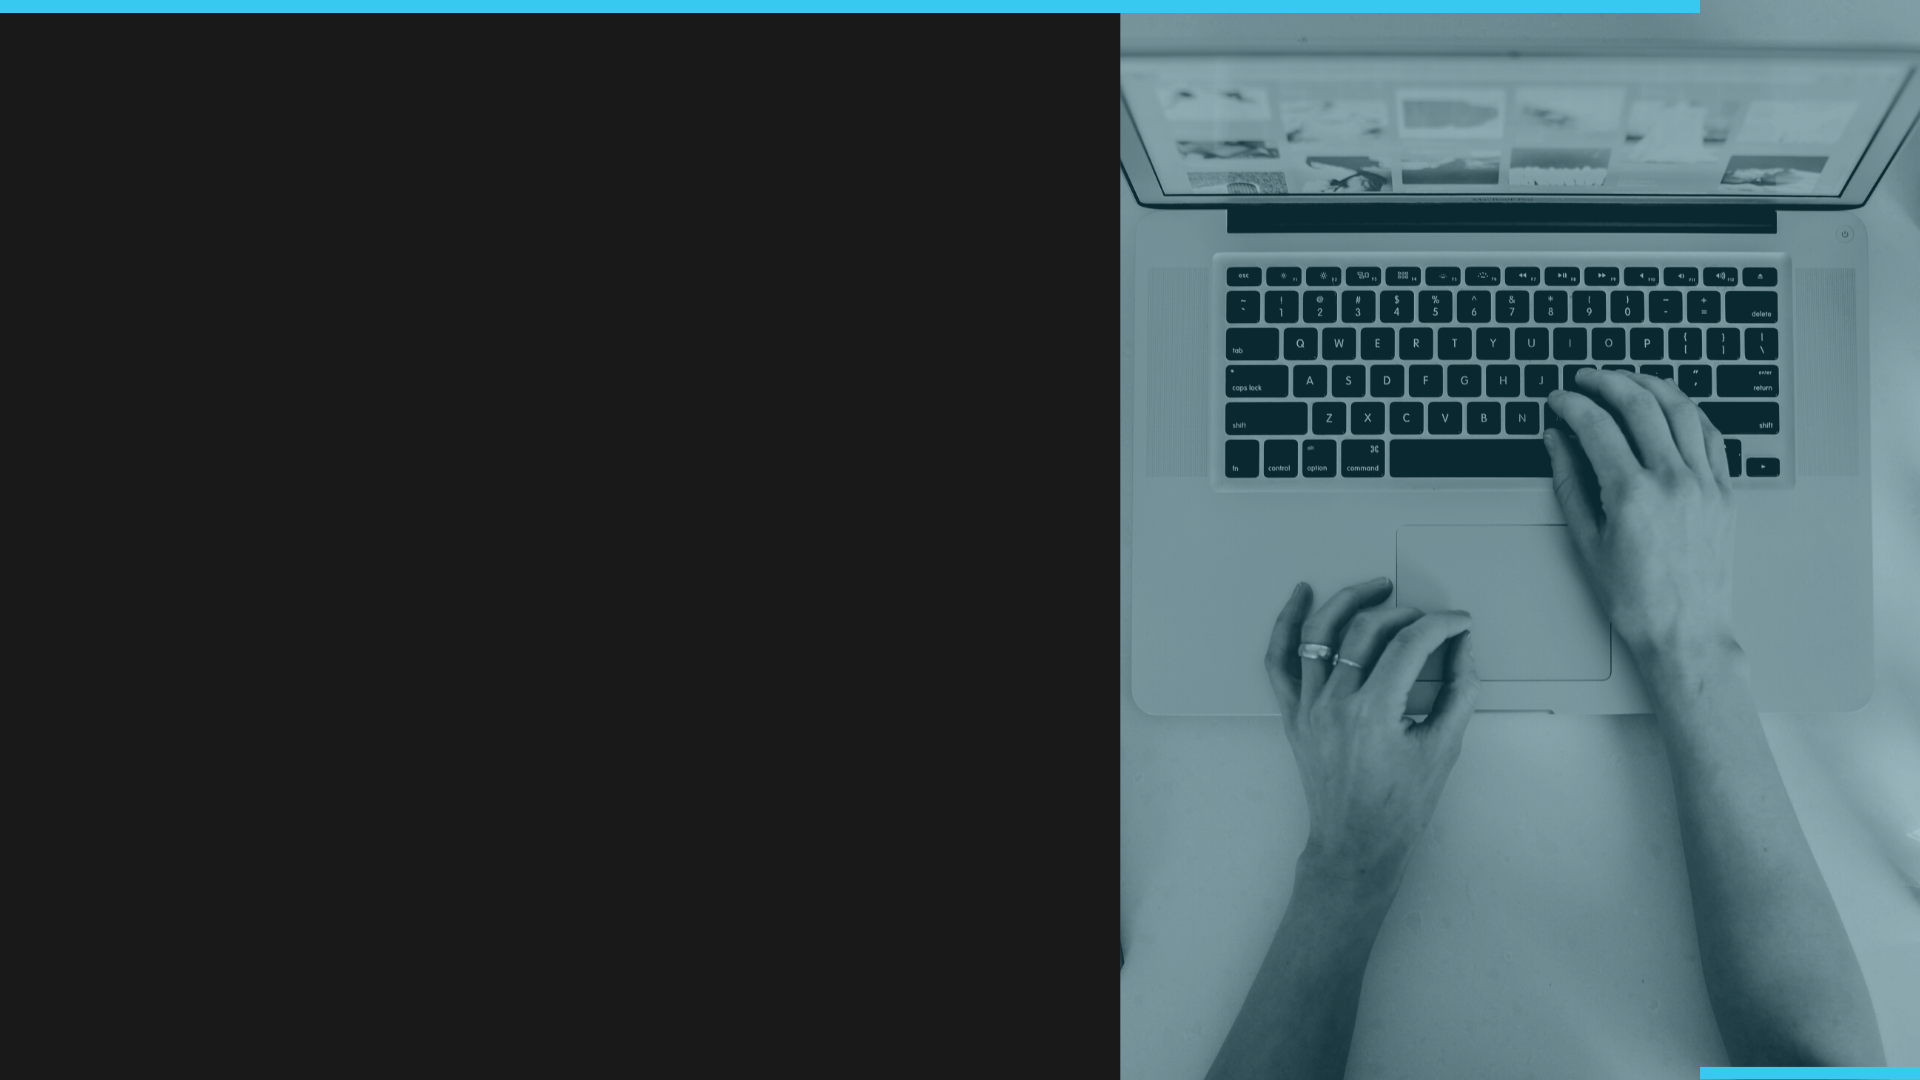 esc
~ ! @ # $ % ^ & * ( ) - +
` 1 2 3 4 5 6 7 8 9 0 - = delete
tab Q W E R T Y U I O P { } |
[ ] \
caps lock A S D F G H J " enter
' return
shift Z X C V B N shift
fn control option command ⌘